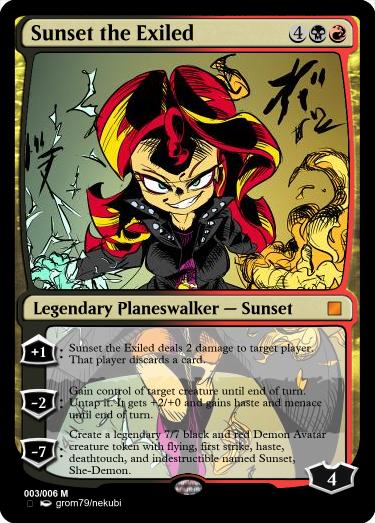 Sunset the Exiled 4
ギ
Legendary Planeswalker — Sunset
+1: Sunset the Exiled deals 2 damage to target player.
That player discards a card.
-2: Gain control of target creature until end of turn.
Untap it. It gets +2/+0 and gains haste and menace
until end of turn.
-7: Create a legendary 7/7 black and red Demon Avatar
creature token with flying, first strike, haste,
deathtouch, and indestructible named Sunset,
She-Demon.
4
003/006 M
grom79/nekubi